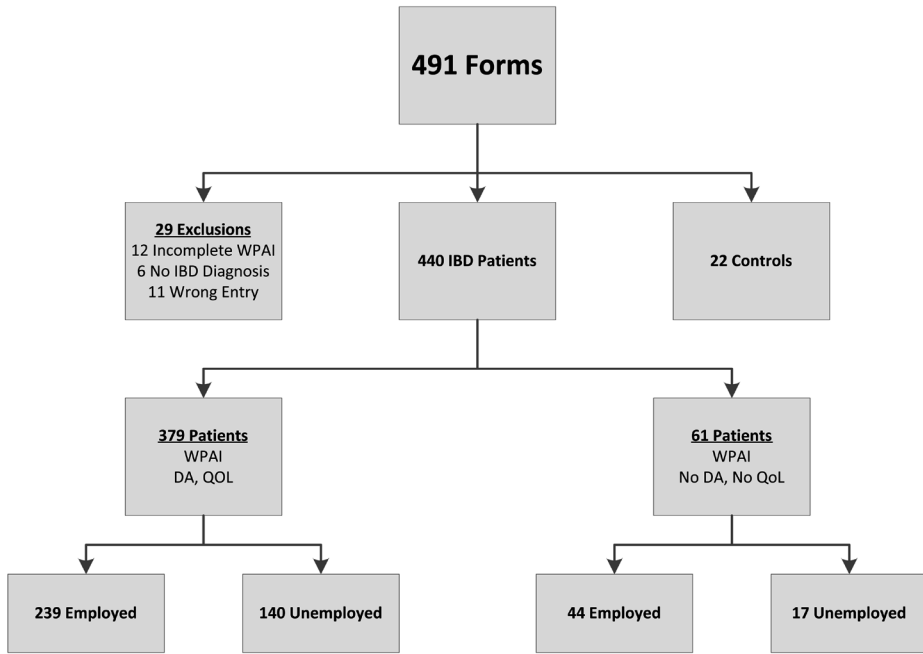 491 Forms
29 Exclusions
12 Incomplete WPAI
6 No IBD Diagnosis
11 Wrong Entry
440 IBD Patients
22 Controls
379 Patients
WPAI
DA, QOL
61 Patients
WPAI
No DA, No QoL
239 Employed
140 Unemployed
44 Employed
17 Unemployed